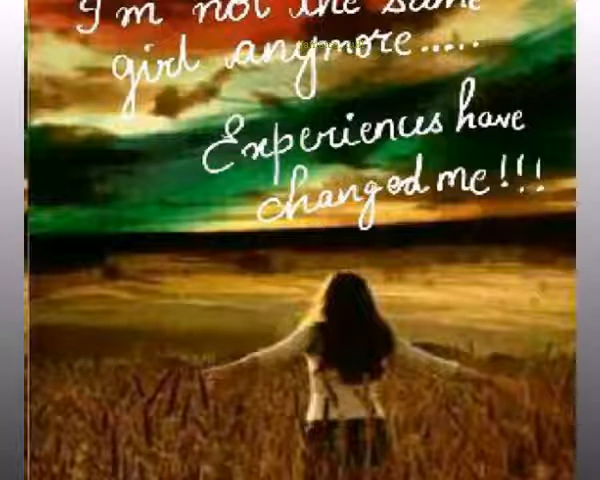 I'm not the same
girl anymore.....
Experiences have
changed me!!!